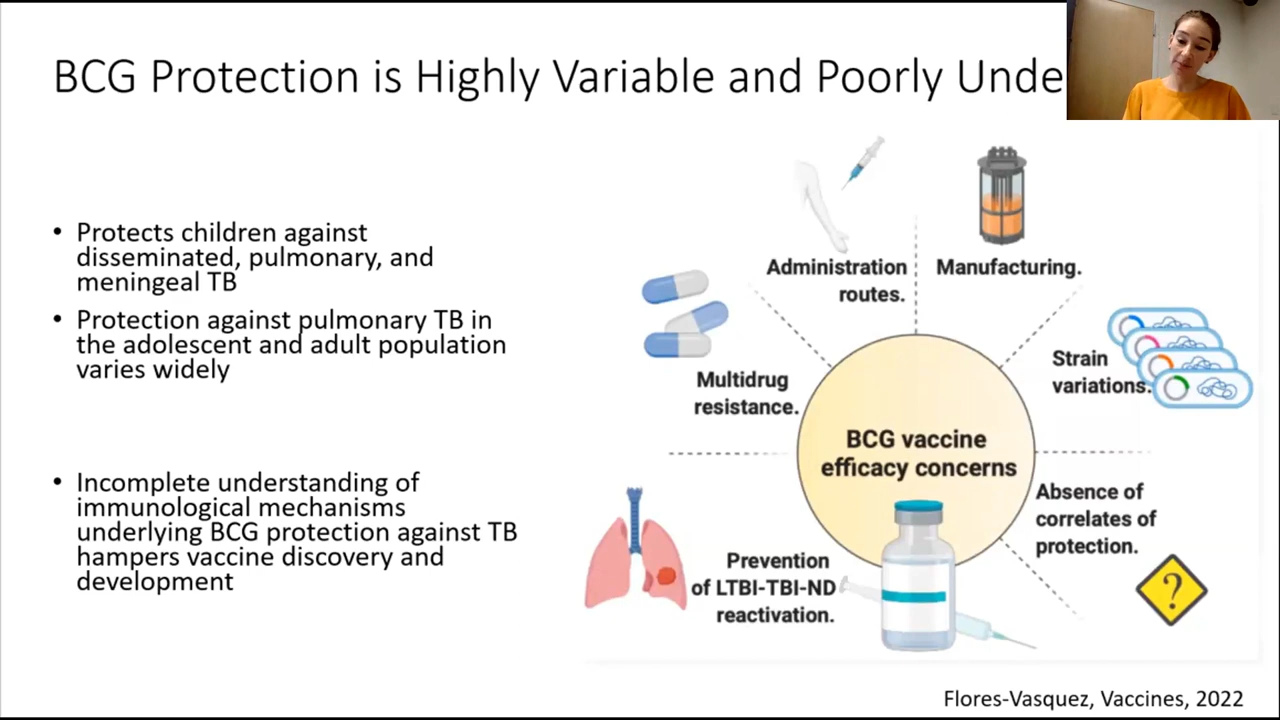 BCG Protection is Highly Variable and Poorly Unde
• Protects children against
disseminated, pulmonary, and
meningeal TB
• Protection against pulmonary TB in
the adolescent and adult population
varies widely
• Incomplete understanding of
immunological mechanisms
underlying BCG protection against TB
hampers vaccine discovery and
development
Administration
routes.
Manufacturing.
Multidrug
resistance.
Strain
variations.
BCG vaccine
efficacy concerns
Absence of
correlates of
protection.
?
Prevention
of LTBI-TBI-ND
reactivation.
Flores-Vasquez, Vaccines, 2022